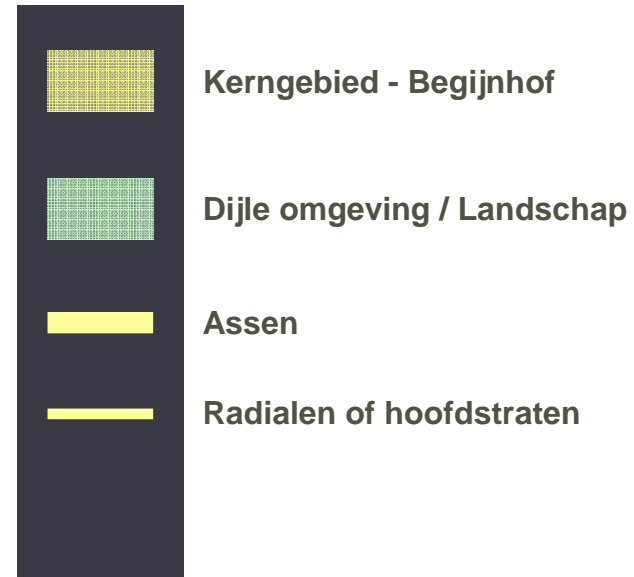 Kerngebied - Begijnhof
Dijle omgeving / Landschap
Assen
Radialen of hoofdstraten